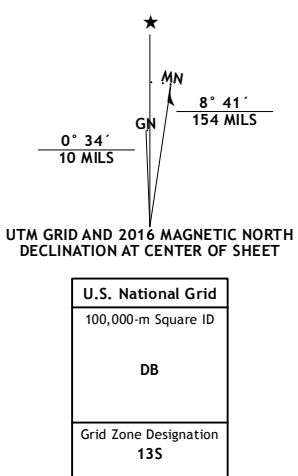 MN
GN
8° 41´
154 MILS
0° 34´
10 MILS
UTM GRID AND 2016 MAGNETIC NORTH
DECLINATION AT CENTER OF SHEET
U.S. National Grid
100,000-m Square ID
DB
Grid Zone Designation
13S